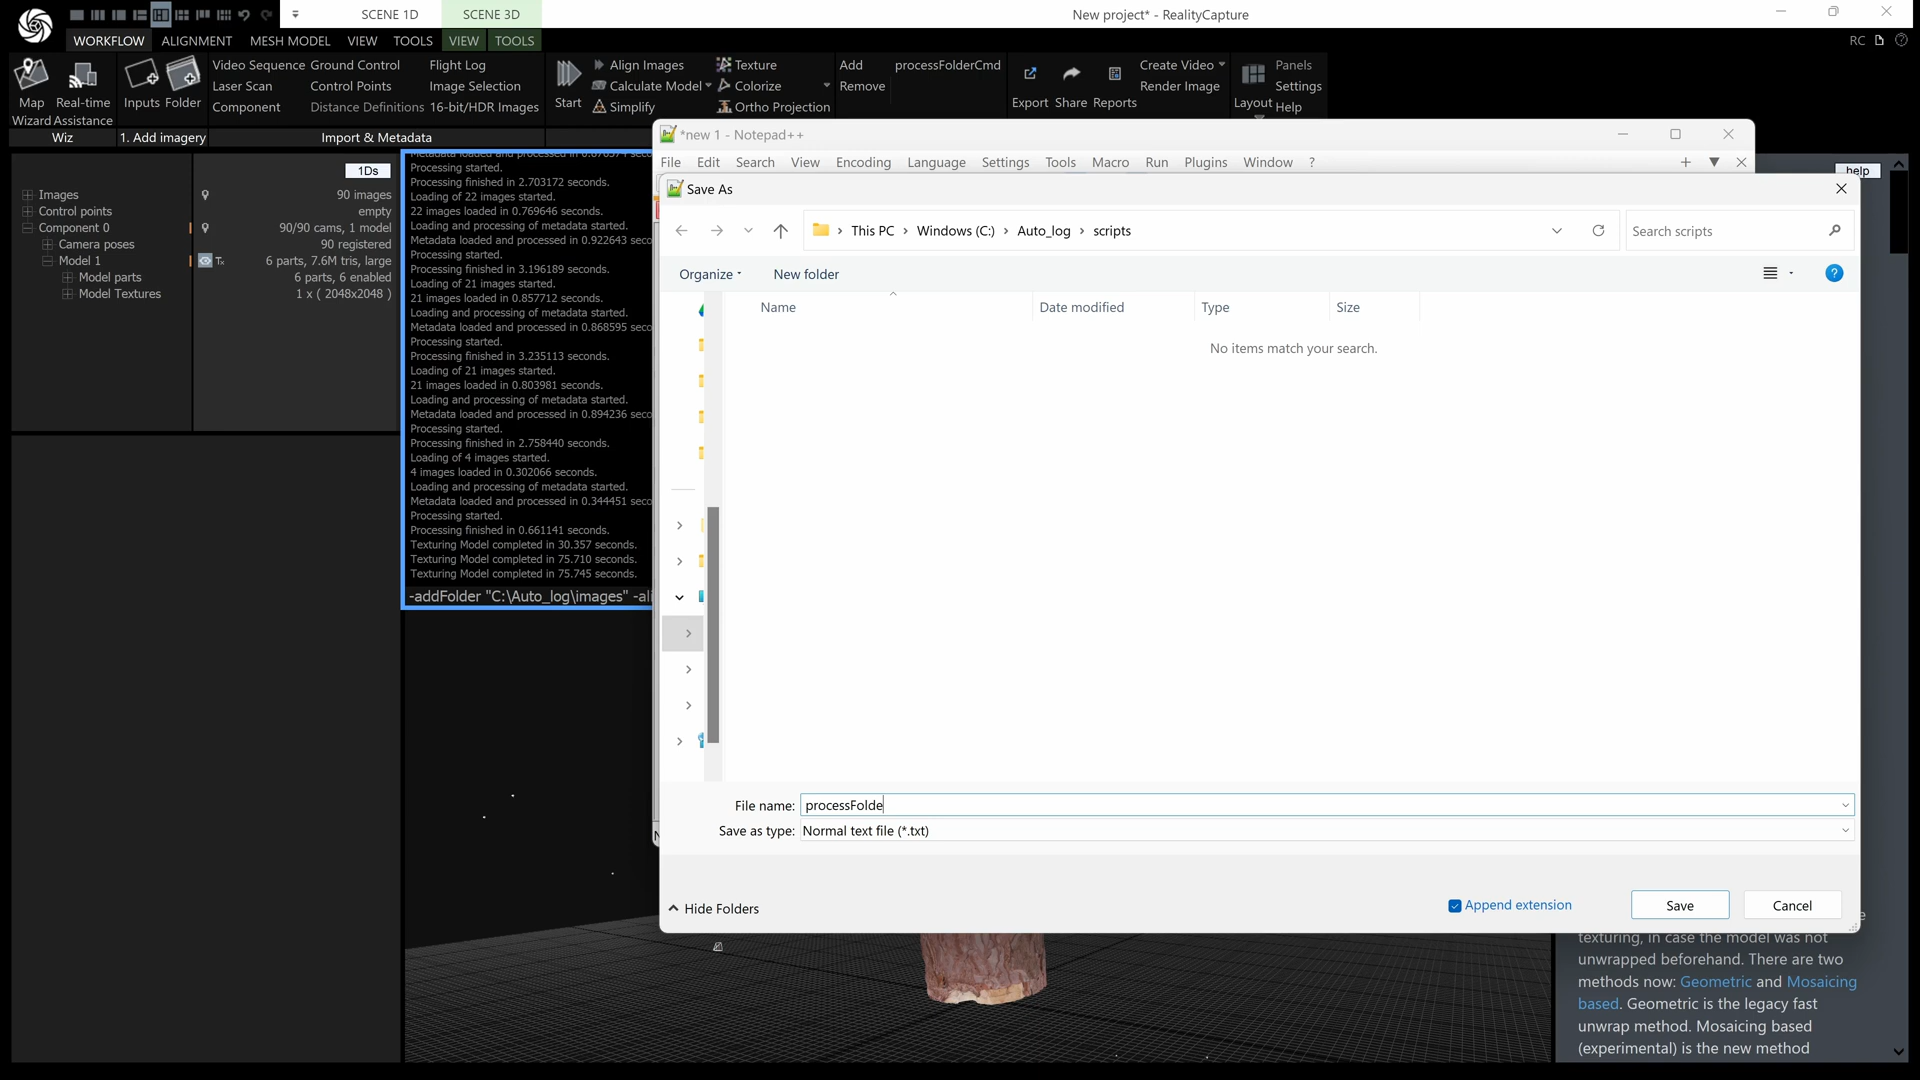 SCENE 1D
SCENE 3D
New project* - RealityCapture
WORKFLOW
ALIGNMENT
MESH MODEL
VIEW
TOOLS
VIEW
TOOLS
RC
Map
Wizard
Real-time
Assistance
Inputs
Folder
Video Sequence
Laser Scan
Component
Ground Control
Control Points
Distance Definitions
Flight Log
Image Selection
16-bit/HDR Images
Start
Align Images
Calculate Model
Simplify
Texture
Colorize
Ortho Projection
Add
Remove
processFolderCmd
Export
Share
Reports
Create Video
Render Image
Layout
Panels
Settings
Help
Wiz
1. Add imagery
Import & Metadata
1Ds
Images
90 images
Control points
empty
Component 0
90/90 cams, 1 model
Camera poses
90 registered
Model 1
6 parts, 7.6M tris, large
Model parts
6 parts, 6 enabled
Model Textures
1 x ( 2048x2048 )
Processing started.
Processing finished in 2.703172 seconds.
Loading of 22 images started.
22 images loaded in 0.769646 seconds.
Loading and processing of metadata started.
Metadata loaded and processed in 0.922643 seco
Processing started.
Processing finished in 3.196189 seconds.
Loading of 21 images started.
21 images loaded in 0.857712 seconds.
Loading and processing of metadata started.
Metadata loaded and processed in 0.868595 seco
Processing started.
Processing finished in 3.235113 seconds.
Loading of 21 images started.
21 images loaded in 0.803981 seconds.
Loading and processing of metadata started.
Metadata loaded and processed in 0.894236 seco
Processing started.
Processing finished in 2.758440 seconds.
Loading of 4 images started.
4 images loaded in 0.302066 seconds.
Loading and processing of metadata started.
Metadata loaded and processed in 0.344451 seco
Processing started.
Processing finished in 0.661141 seconds.
Texturing Model completed in 30.357 seconds.
Texturing Model completed in 75.710 seconds.
Texturing Model completed in 75.745 seconds.
-addFolder "C:\Auto_log\images" -ali
*new 1 - Notepad++
File
Edit
Search
View
Encoding
Language
Settings
Tools
Macro
Run
Plugins
Window
?
Save As
This PC
Windows (C:)
Auto_log
scripts
Search scripts
Organize
New folder
Name
Date modified
Type
Size
No items match your search.
File name:
processFolde
Save as type:
Normal text file (*.txt)
Hide Folders
Append extension
Save
Cancel
help
texturing, in case the model was not
unwrapped beforehand. There are two
methods now: Geometric and Mosaicing
based. Geometric is the legacy fast
unwrap method. Mosaicing based
(experimental) is the new method